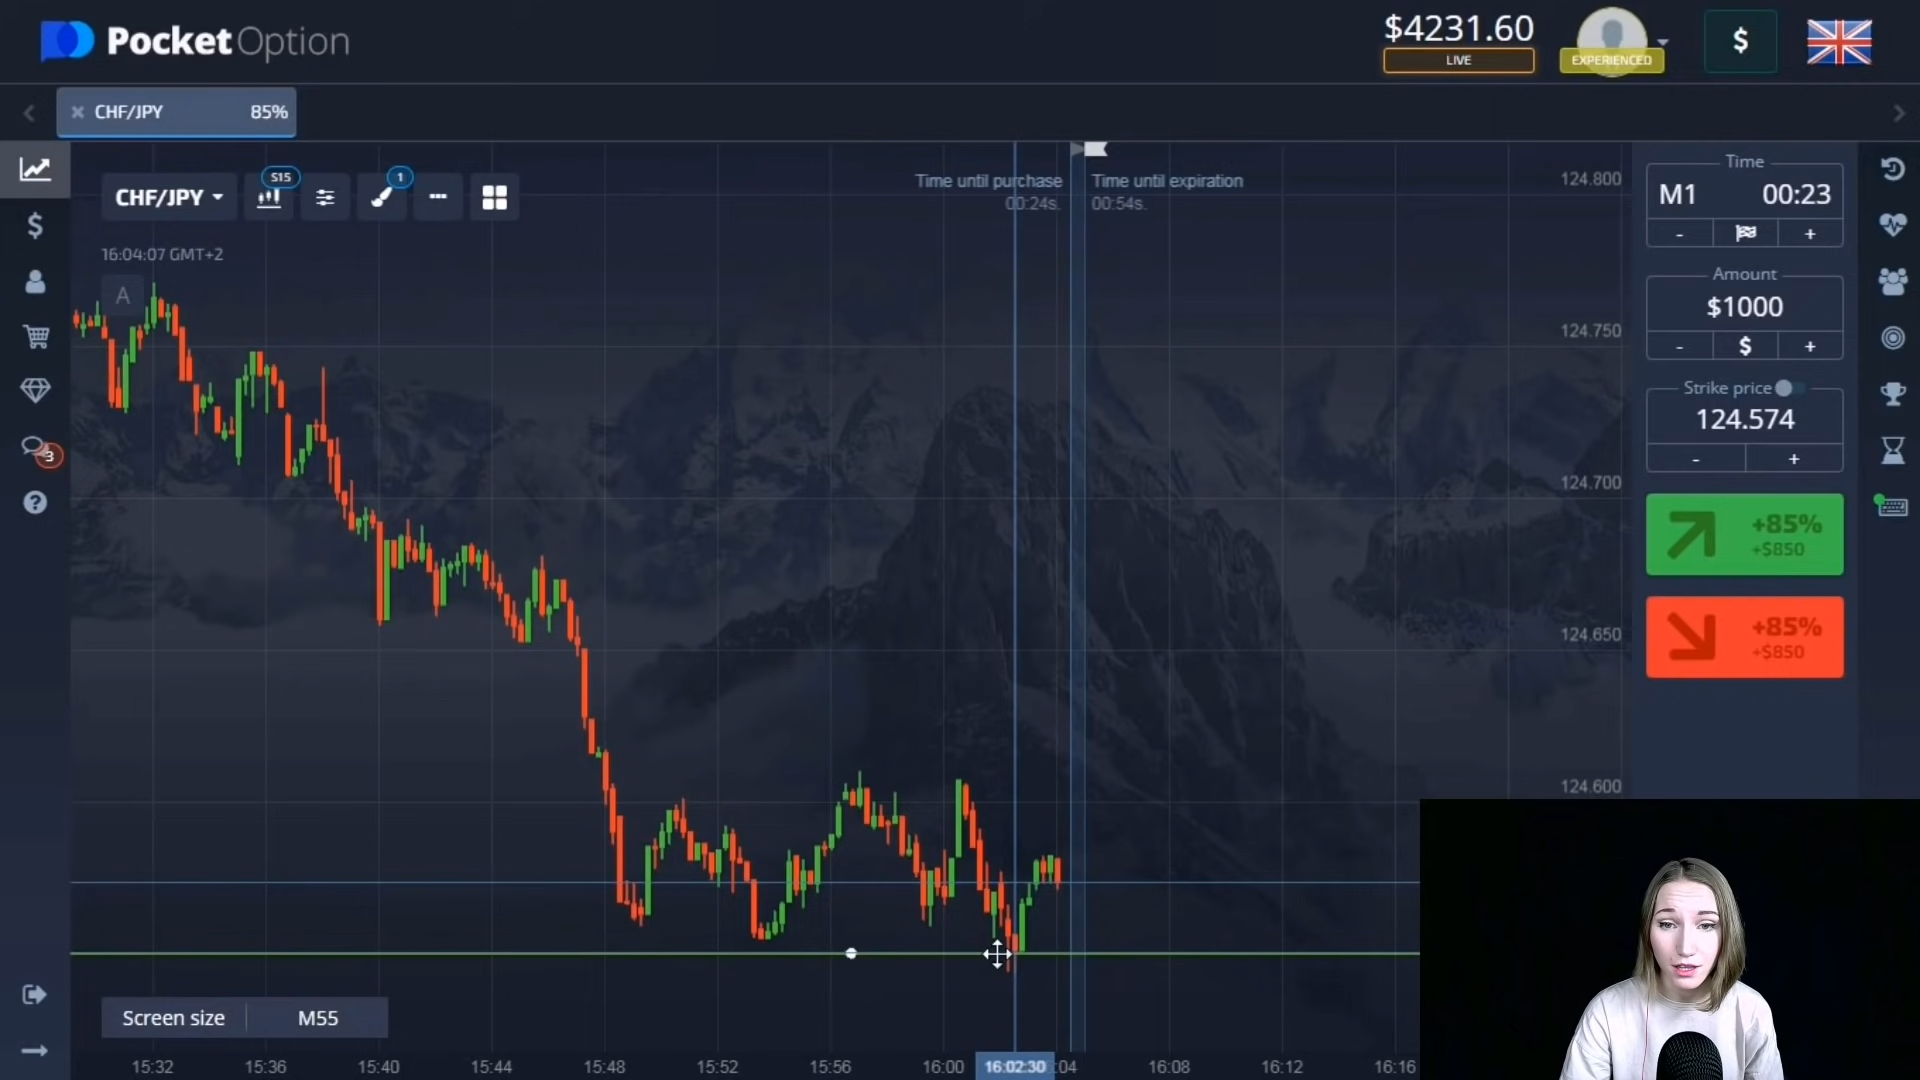 PocketOption
$4231.60
LIVE
EXPERIENCED
$
CHF/JPY 85%
CHF/JPY
S15
1
16:04:07 GMT+2
A
Time until purchase
00:24s.
Time until expiration
00:54s.
124.800
124.750
124.700
124.650
124.600
Time
M1 00:23
- +
Amount
$1000
- $ +
Strike price
124.574
- +
+85%
+$850
+85%
+$850
3
Screen size M55
15:32 15:36 15:40 15:44 15:48 15:52 15:56 16:00 16:02:30 :04 16:08 16:12 16:16